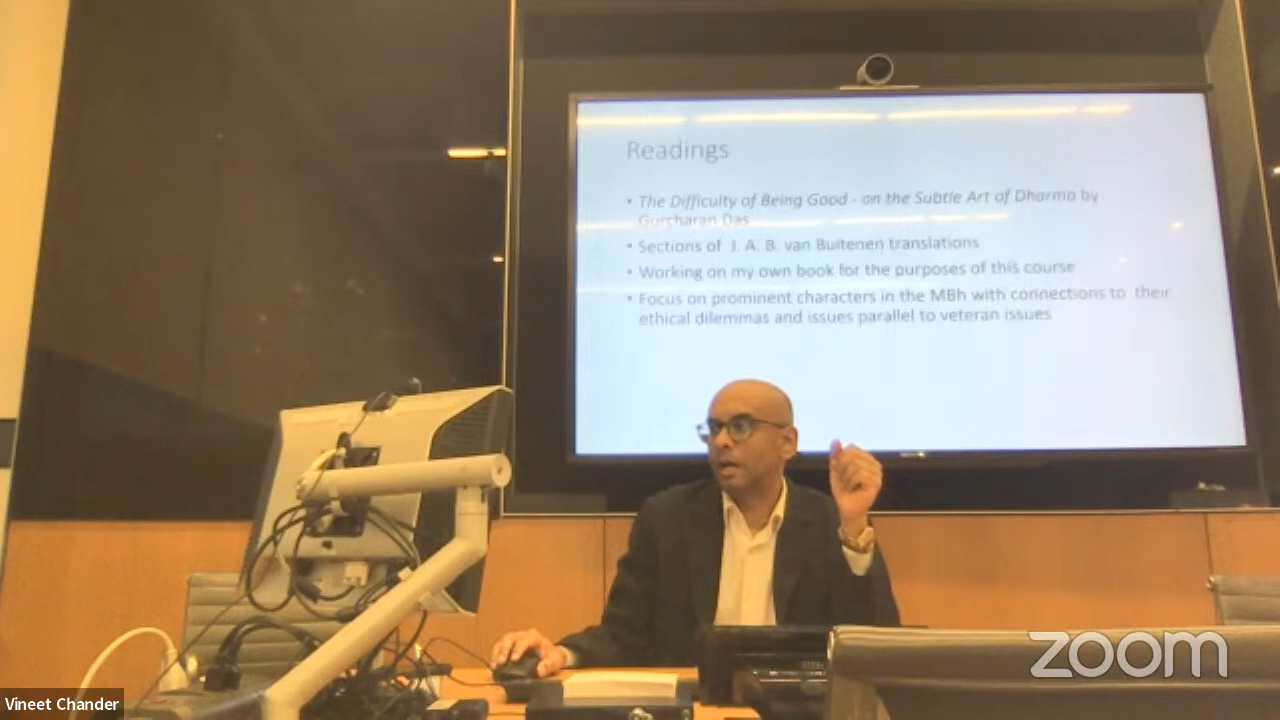 Readings
• The Difficulty of Being Good - on the Subtle Art of Dharma by
Gurcharan Das
• Sections of J. A. B. van Buitenen translations
• Working on my own book for the purposes of this course
• Focus on prominent characters in the MBh with connections to their
ethical dilemmas and issues parallel to veteran issues
zoom
Vineet Chander